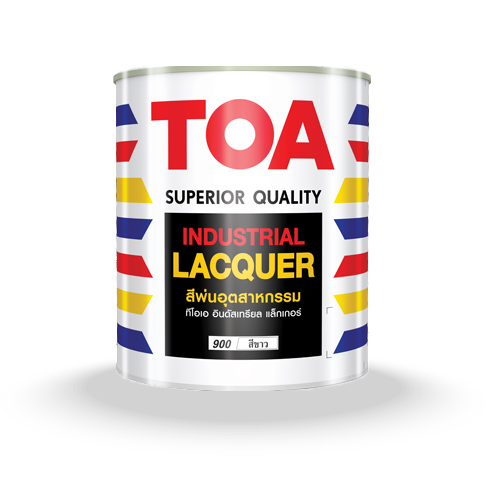 TOA
SUPERIOR QUALITY
INDUSTRIAL
LACQUER
สีพ่นอุตสาหกรรม
ทีโอเอ อินดัสเทรียล แล็กเกอร์
900 สีขาว